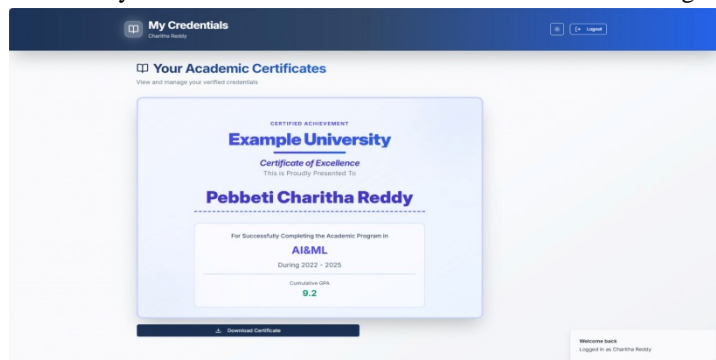 My Credentials
Charitha Reddy
Logout
Your Academic Certificates
View and manage your verified credentials
CERTIFIED ACHIEVEMENT
Example University
Certificate of Excellence
This is Proudly Presented To
Pebbeti Charitha Reddy
For Successfully Completing the Academic Program in
AI&ML
During 2022 - 2025
Cumulative GPA
9.2
Download Certificate
Welcome back
Logged in as Charitha Reddy